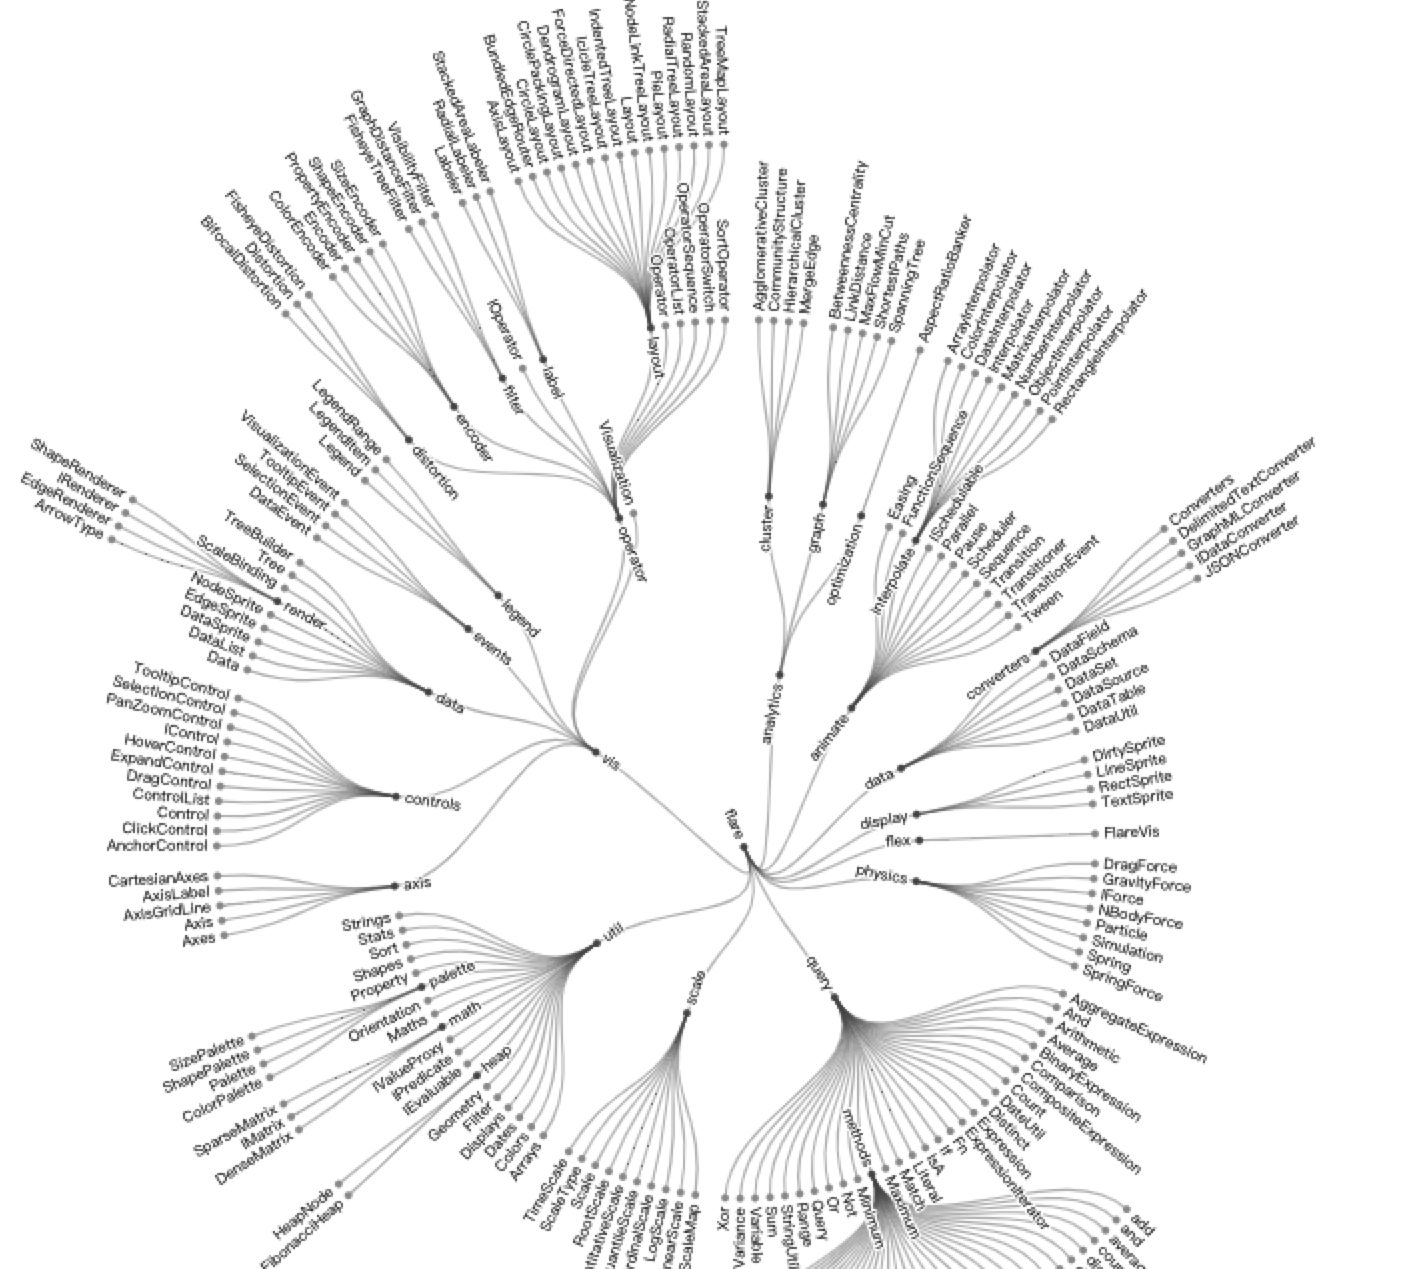 flare
analytics
cluster
AgglomerativeCluster
CommunityStructure
HierarchicalCluster
MergeEdge
graph
BetweennessCentrality
LinkDistance
MaxFlowMinCut
ShortestPaths
SpanningTree
optimization
AspectRatioBanker
animate
Easing
FunctionSequence
interpolate
ArrayInterpolator
ColorInterpolator
DateInterpolator
Interpolator
MatrixInterpolator
NumberInterpolator
ObjectInterpolator
PointInterpolator
RectangleInterpolator
ISchedulable
Parallel
Pause
Scheduler
Sequence
Transition
Transitioner
TransitionEvent
Tween
data
converters
Converters
DelimitedTextConverter
GraphMLConverter
IDataConverter
JSONConverter
DataField
DataSchema
DataSet
DataSource
DataTable
DataUtil
display
DirtySprite
LineSprite
RectSprite
TextSprite
flex
FlareVis
physics
DragForce
GravityForce
IForce
NBodyForce
Particle
Simulation
Spring
SpringForce
query
AggregateExpression
And
Arithmetic
Average
BinaryExpression
Comparison
CompositeExpression
Count
DateUtil
Distinct
Expression
ExpressionIterator
Fn
If
IsA
Literal
Match
Maximum
methods
add
and
averag
cou
di
Minimum
Not
Or
Query
Range
StringUtil
Sum
Variable
Variance
Xor
scale
ScaleMap
nearScale
LogScale
rdinalScale
uantileScale
titativeScale
RootScale
Scale
ScaleType
TimeScale
util
Arrays
Colors
Dates
Displays
Filter
Geometry
heap
FibonacciHeap
HeapNode
IEvaluable
IPredicate
IValueProxy
math
DenseMatrix
IMatrix
SparseMatrix
Maths
Orientation
palette
ColorPalette
Palette
ShapePalette
SizePalette
Property
Shapes
Sort
Stats
Strings
vis
axis
Axes
Axis
AxisGridLine
AxisLabel
CartesianAxes
controls
AnchorControl
ClickControl
Control
ControlList
DragControl
ExpandControl
HoverControl
IControl
PanZoomControl
SelectionControl
TooltipControl
data
Data
DataList
DataSprite
EdgeSprite
NodeSprite
render
ArrowType
EdgeRenderer
IRenderer
ShapeRenderer
ScaleBinding
Tree
TreeBuilder
events
DataEvent
SelectionEvent
TooltipEvent
VisualizationEvent
legend
Legend
LegendItem
LegendRange
operator
distortion
BifocalDistortion
Distortion
FisheyeDistortion
encoder
ColorEncoder
Encoder
PropertyEncoder
ShapeEncoder
SizeEncoder
filter
FisheyeTreeFilter
GraphDistanceFilter
VisibilityFilter
IOperator
label
Labeler
RadialLabeler
StackedAreaLabeler
layout
AxisLayout
BundledEdgeRouter
CircleLayout
CirclePackingLayout
DendrogramLayout
ForceDirectedLayout
IcicleTreeLayout
IndentedTreeLayout
Layout
NodeLinkTreeLayout
PieLayout
RadialTreeLayout
RandomLayout
StackedAreaLayout
TreeMapLayout
Operator
OperatorList
OperatorSequence
OperatorSwitch
SortOperator
Visualization